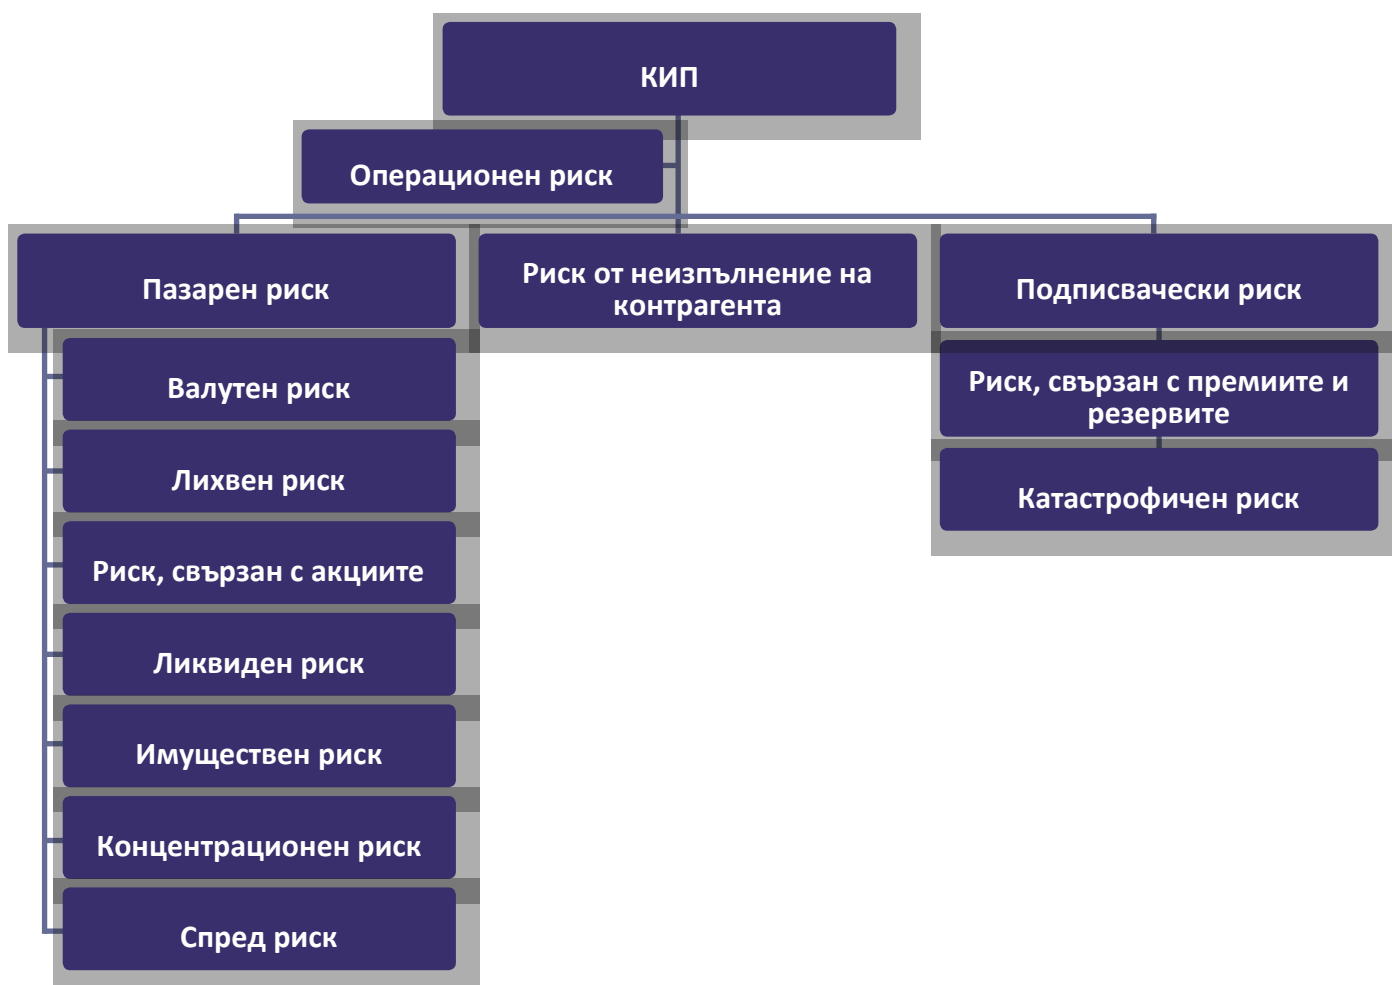 КИП
Операционен риск
Пазарен риск
Риск от неизпълнение на
контрагента
Подписвачески риск
Валутен риск
Лихвен риск
Риск, свързан с акциите
Ликвиден риск
Имуществен риск
Концентрационен риск
Спред риск
Риск, свързан с премиите и
резервите
Катастрофичен риск